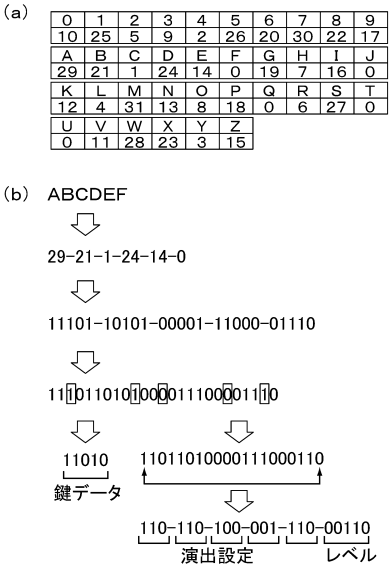 (a)
0 1 2 3 4 5 6 7 8 9
10 25 5 9 2 26 20 30 22 17
A B C D E F G H I J
29 21 1 24 14 0 19 7 16 0
K L M N O P Q R S T
12 4 31 13 8 18 0 6 27 0
U V W X Y Z
0 11 28 23 3 15
(b) ABCDEF
29-21-1-24-14-0
11101-10101-00001-11000-01110
1110110101000011100001110
11010
鍵データ
11011010000111000110
110-110-100-001-110-00110
演出設定 レベル